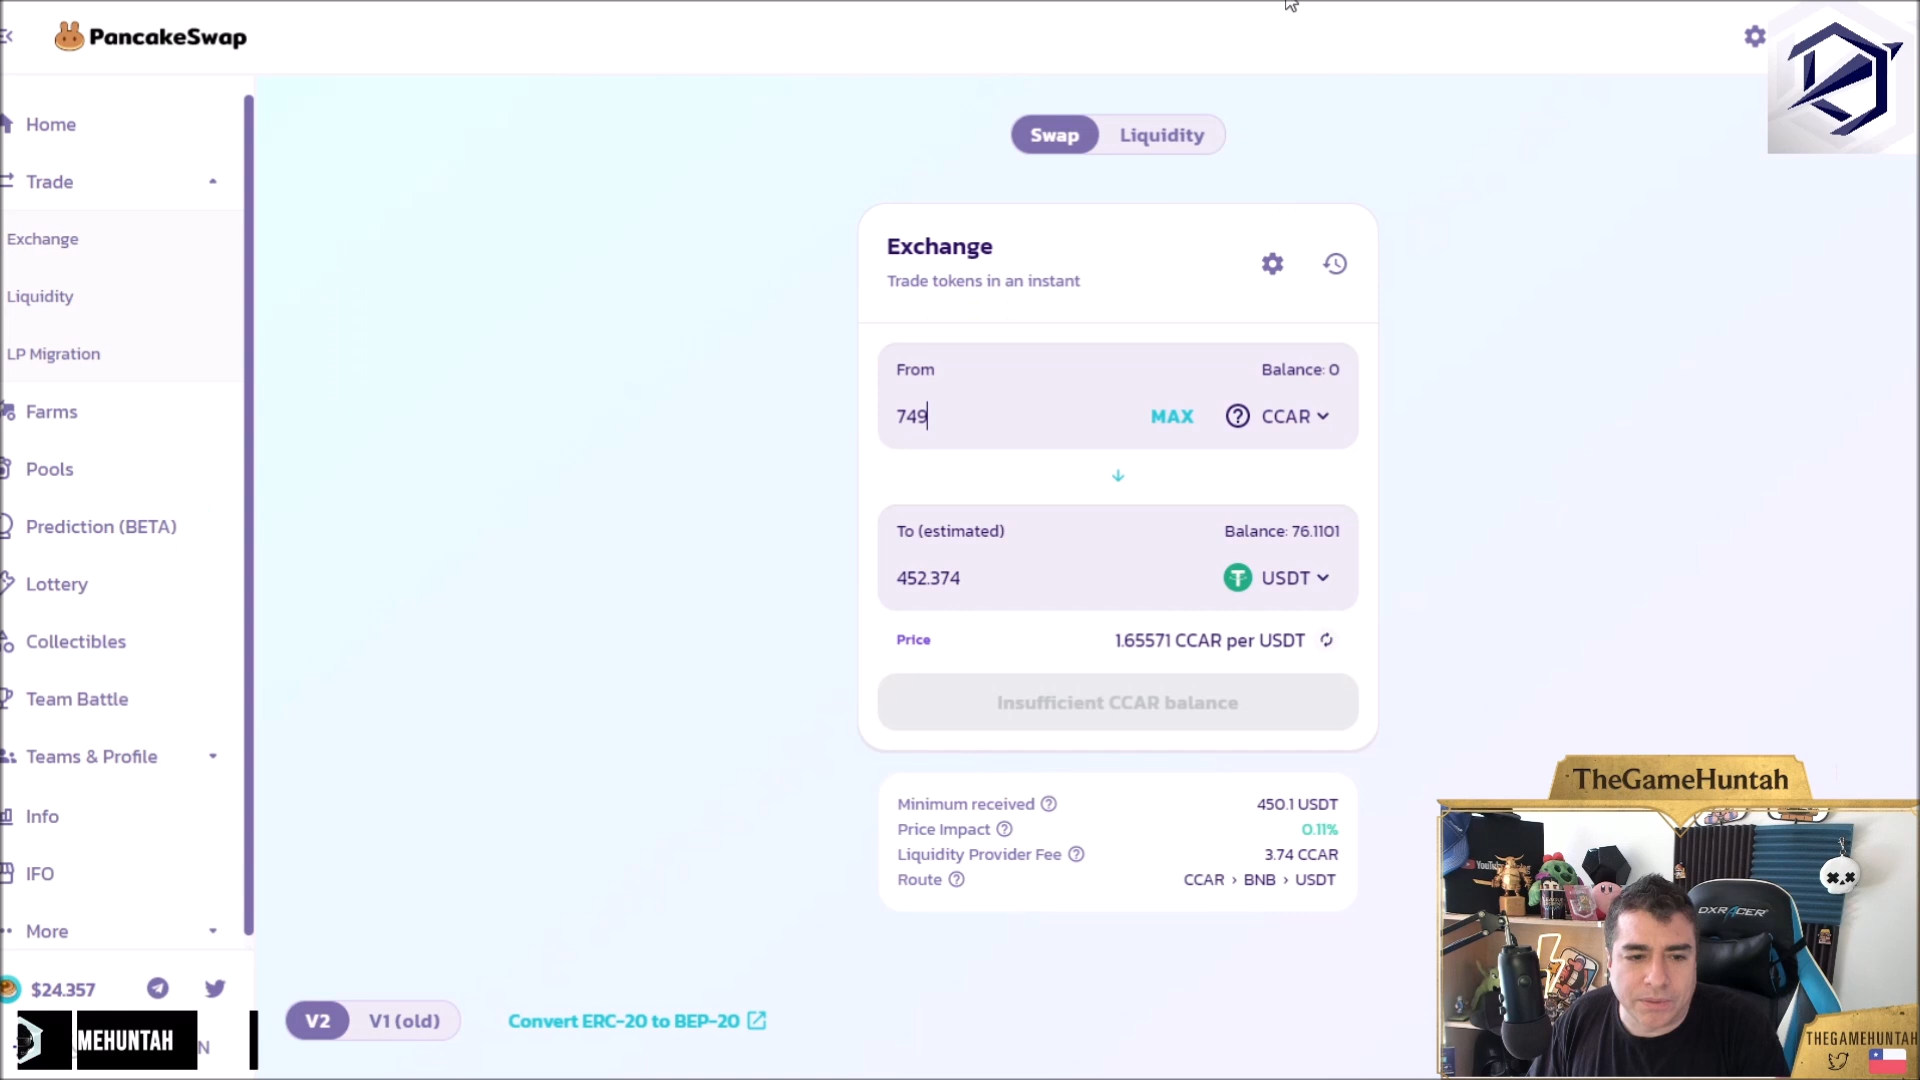 PancakeSwap
Home
Trade
Exchange
Liquidity
LP Migration
Farms
Pools
Prediction (BETA)
Lottery
Collectibles
Team Battle
Teams & Profile
Info
IFO
More
$24.357
MEHUNTAH
N
Swap
Liquidity
Exchange
Trade tokens in an instant
From
Balance: 0
749
MAX
CCAR
To (estimated)
Balance: 76.1101
452.374
USDT
Price
1.65571 CCAR per USDT
Insufficient CCAR balance
Minimum received
450.1 USDT
Price Impact
0.11%
Liquidity Provider Fee
3.74 CCAR
Route
CCAR > BNB > USDT
V2
V1 (old)
Convert ERC-20 to BEP-20
TheGameHuntah
DXRACER
THEGAMEHUNTAH